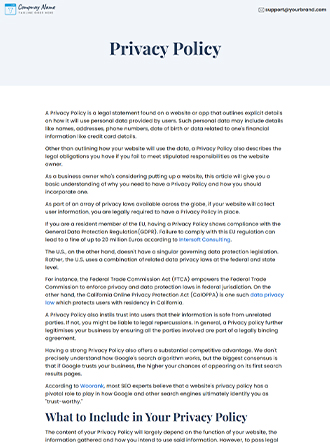 Company Name
support@yourbrand.com
Privacy Policy
A Privacy Policy is a legal statement found on a website or app that outlines explicit details
on how it will use personal data provided by users. Such personal data may include details
like names, addresses, phone numbers, date of birth or data related to one's financial
information like credit card details.
Other than outlining how your website will use the data, a Privacy Policy also describes the
legal obligations you have if you fail to meet stipulated responsibilities as the website
owner.
As a business owner who's considering putting up a website, this article will give you a
basic understanding of why you need to have a Privacy Policy and how you should
incorporate one.
As part of an array of privacy laws available across the globe, if your website will collect
user information, you are legally required to have a Privacy Policy in place.
If you are a resident member of the EU, having a Privacy Policy shows compliance with the
General Data Protection Regulation(GDPR). Failure to comply with this EU regulation can
lead to a fine of up to 20 million Euros according to Intersoft Consulting.
The U.S., on the other hand, doesn't have a singular governing data protection legislation.
Rather, the U.S. uses a combination of related data privacy laws at the federal and state
level.
For instance, the Federal Trade Commission Act (FTCA) empowers the Federal Trade
Commission to enforce privacy and data protection laws in federal jurisdiction. On the
other hand, the California Online Privacy Protection Act (CalOPPA) is one such data privacy
law which protects users with residency in California.
A Privacy Policy also instils trust into users that their information is safe from unrelated
parties. If not, you might be liable to legal repercussions. In general, a Privacy policy further
legitimises your business by ensuring all the parties involved are part of a legally binding
agreement.
Having a strong Privacy Policy also offers a substantial competitive advantage. We don't
precisely understand how Google's search algorithm works, but the biggest consensus is
that if Google trusts your business, the higher your chances of appearing on its first search
results pages.
According to Woorank, most SEO experts believe that a website's privacy policy has a
pivotal role to play in how Google and other search engines ultimately identify you as
"trust-worthy."
What to Include in Your Privacy Policy
The content of your Privacy Policy will largely depend on the function of your website, the
information gathered and how you intend to use said information. However, to pass legal